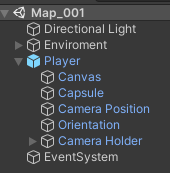 Map_001
Directional Light
Enviroment
Player
Canvas
Capsule
Camera Position
Orientation
Camera Holder
EventSystem